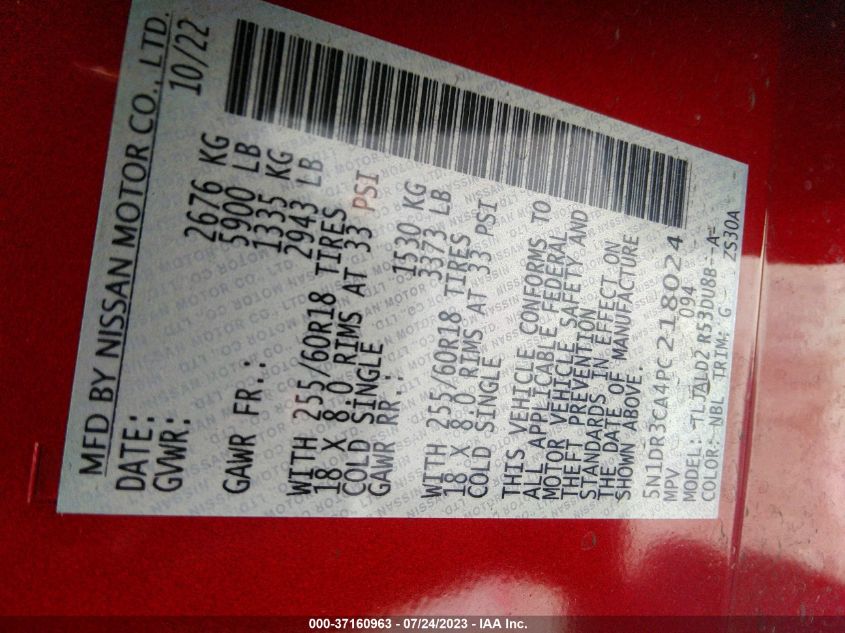 MFD BY NISSAN MOTOR CO., LTD.
DATE: 10/22
GVWR: 2676 KG
5900 LB
GAWR FR.: 1335 KG
2943 LB
WITH 255/60R18 TIRES
18 X 8.0 RIMS AT 33 PSI
COLD SINGLE
GAWR RR.: 1530 KG
3373 LB
WITH 255/60R18 TIRES
18 X 8.0 RIMS AT 33 PSI
COLD SINGLE
THIS VEHICLE CONFORMS TO
ALL APPLICABLE FEDERAL
MOTOR VEHICLE SAFETY AND
THEFT PREVENTION
STANDARDS IN EFFECT ON
THE DATE OF MANUFACTURE
SHOWN ABOVE.
5N1DR3CA4PC218024
MPV 094
MODEL: TLJALD2 R53DU8B--A-
COLOR: NBL TRIM: G ZS30A
000-37160963 - 07/24/2023 - IAA Inc.